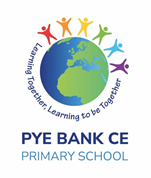 Learning Together, Learning to be Together
PYE BANK CE
PRIMARY SCHOOL